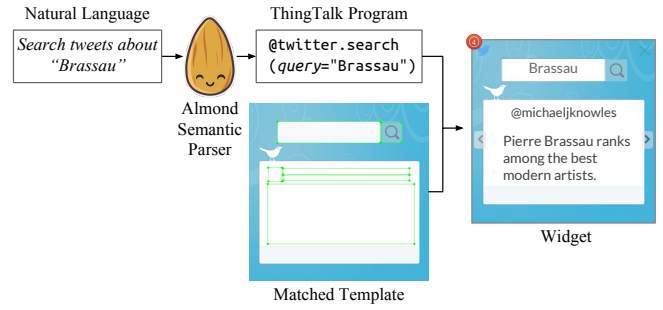 Natural Language
Search tweets about
“Brassau”
Almond
Semantic
Parser
ThingTalk Program
@twitter.search
(query="Brassau")
Matched Template
4
Brassau
@michaeljknowles
Pierre Brassau ranks
among the best
modern artists.
Widget